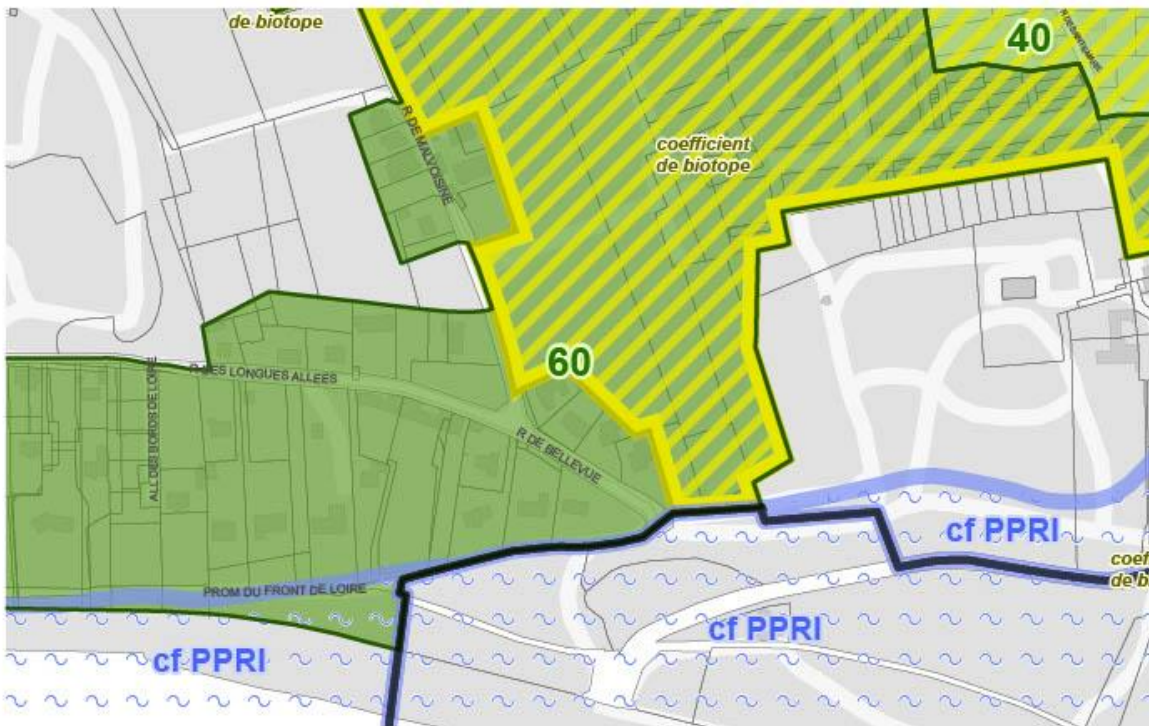 de biotope
40
R DE MALVOISINE
coefficient
de biotope
60
R DES LONGUES ALLEES
ALL DES BORDS DE LOIRE
R DE BELLEVUE
cf PPRI
coef
de bi
PROM DU FRONT DE LOIRE
cf PPRI
cf PPRI